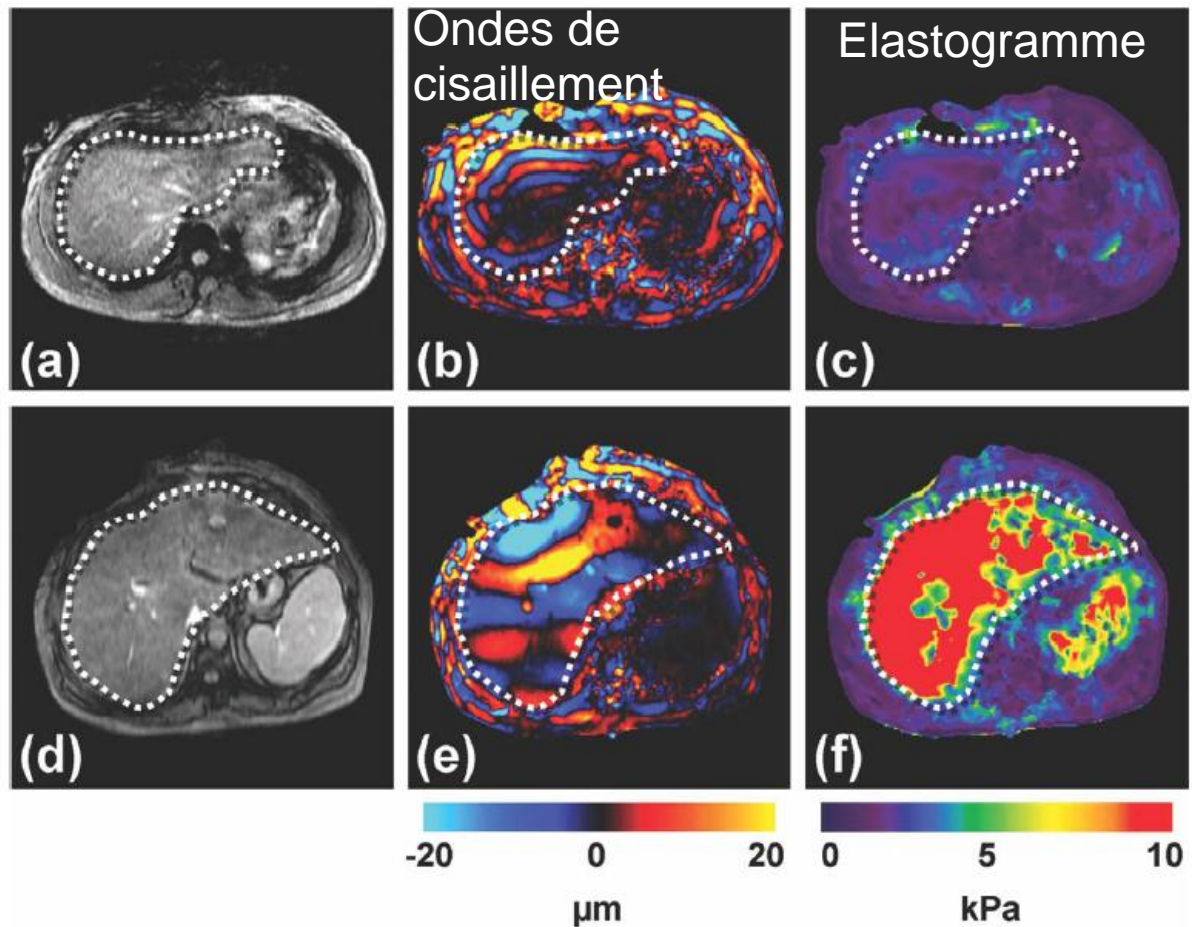 Ondes de
cisaillement
Elastogramme
(a)
(b)
(c)
(d)
(e)
(f)
-20 0 20
µm
0 5 10
kPa